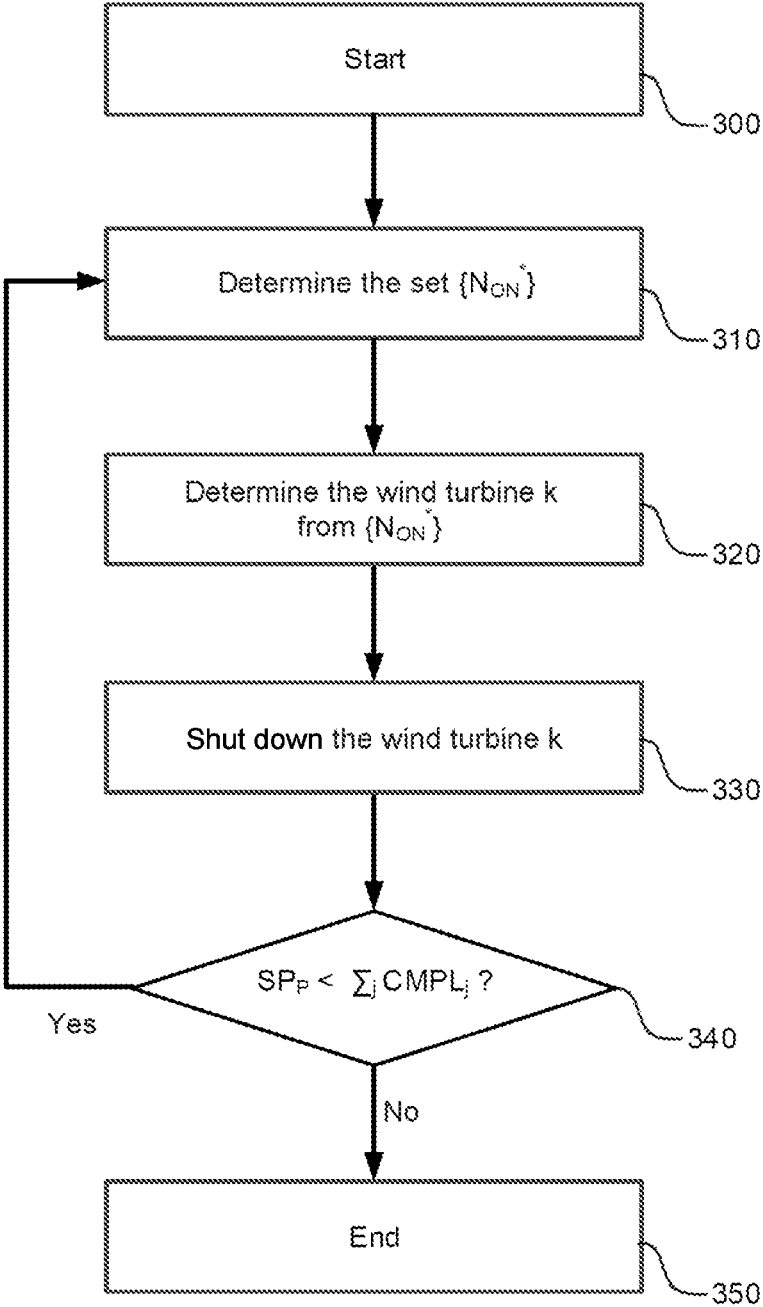 Start
300
Determine the set {N_ON*}
310
Determine the wind turbine k
from {N_ON*}
320
Shut down the wind turbine k
330
SP_P < ∑_j CMPL_j ?
340
Yes
No
End
350